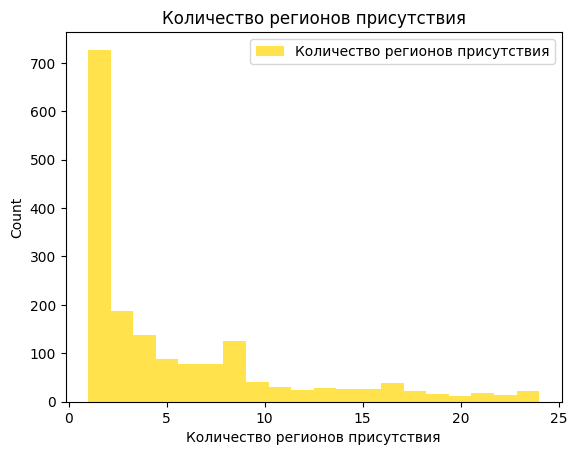 Количество регионов присутствия
Количество регионов присутствия
700
600
500
400
300
200
100
0
Count
0 5 10 15 20 25
Количество регионов присутствия